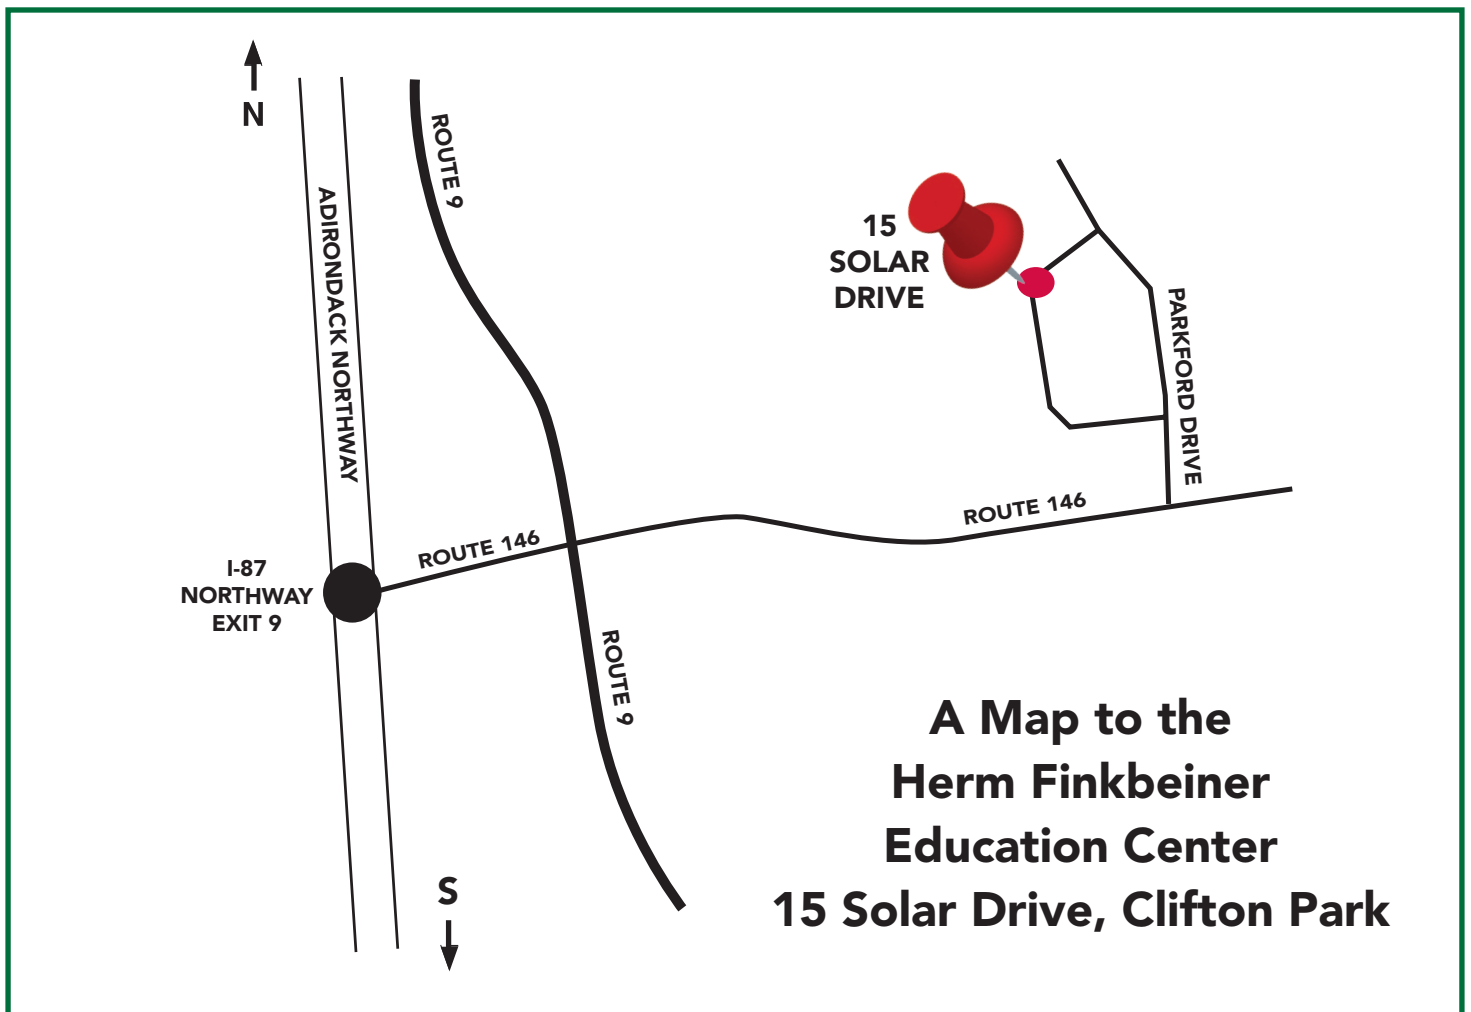 N
ADIRONDACK NORTHWAY
ROUTE 9
15
SOLAR
DRIVE
PARKFORD DRIVE
ROUTE 146
ROUTE 146
I-87
NORTHWAY
EXIT 9
ROUTE 9
S
A Map to the
Herm Finkbeiner
Education Center
15 Solar Drive, Clifton Park